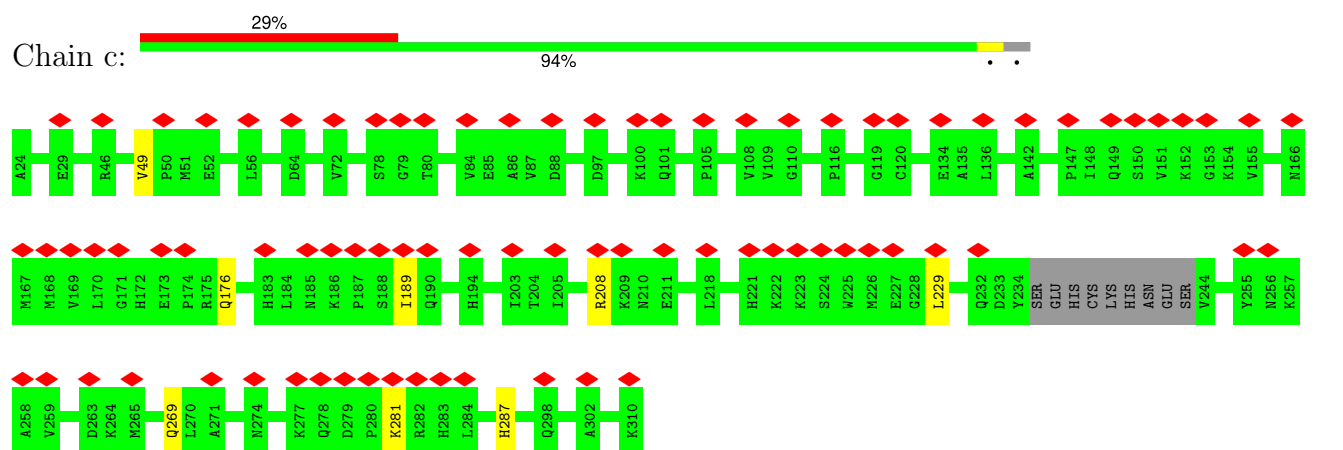 29%
Chain c:
94%
• •
A24 E29 R46 V49 P50 M51 E52 L56 D64 V72 S78 G79 T80 V84 E85 A86 V87 D88 D97 K100 Q101 P105 V108 V109 G110 P116 G119 C120 E134 A135 L136 A142 P147 I148 Q149 S150 V151 K152 G153 K154 V155 N166
M167 M168 V169 L170 G171 H172 E173 P174 R175 Q176 H183 L184 N185 K186 P187 S188 I189 Q190 H194 I203 T204 I205 R208 K209 N210 E211 L218 H221 K222 K223 S224 W225 M226 E227 G228 L229 Q232 D233 Y234 SER GLU HIS CYS LYS HIS ASN GLU SER V244 Y255 N256 K257
A258 V259 D263 K264 M265 Q269 L270 A271 N274 K277 Q278 D279 P280 K281 R282 H283 L284 H287 Q298 A302 K310